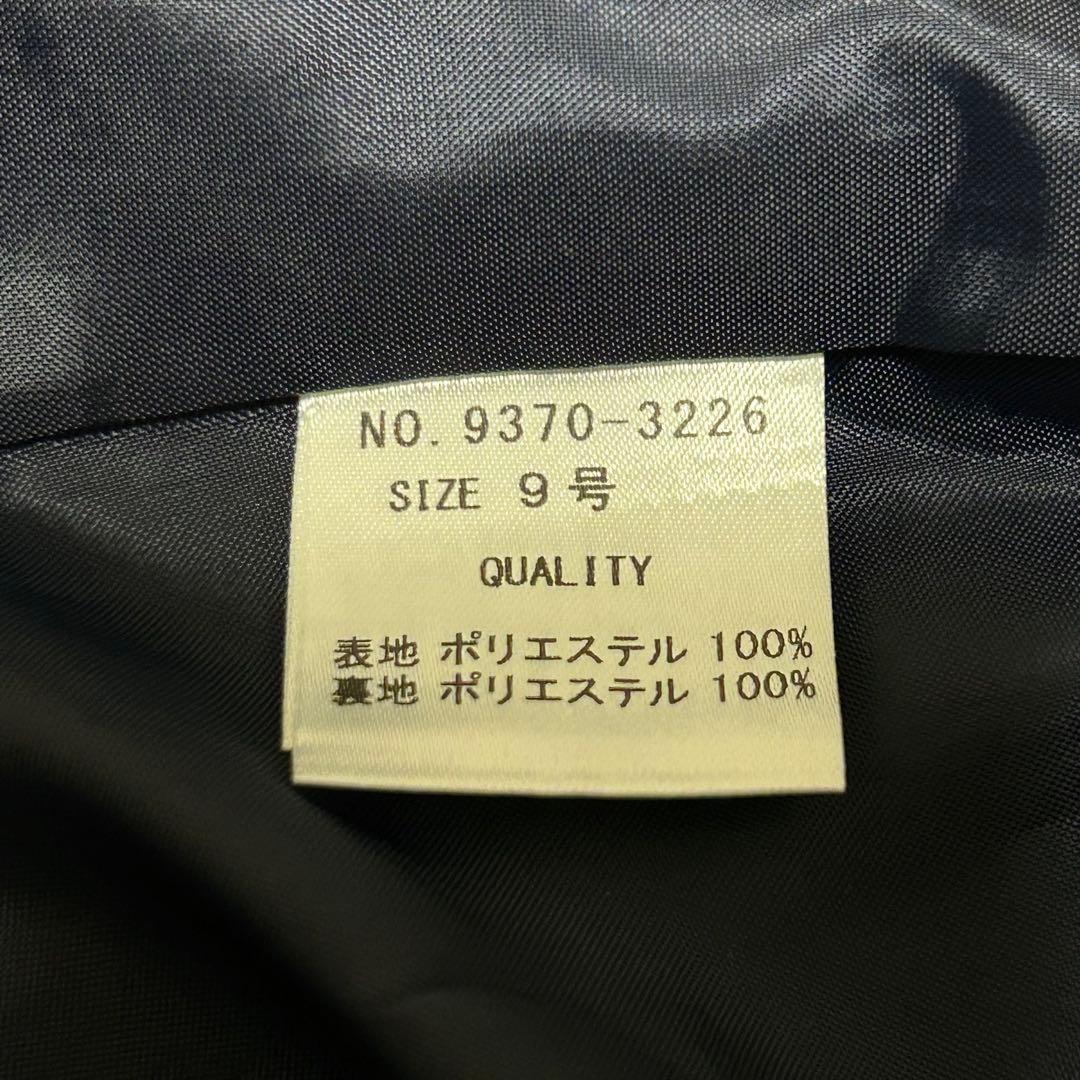 NO. 9370-3226
SIZE 9号
QUALITY
表地 ポリエステル 100%
裏地 ポリエステル 100%